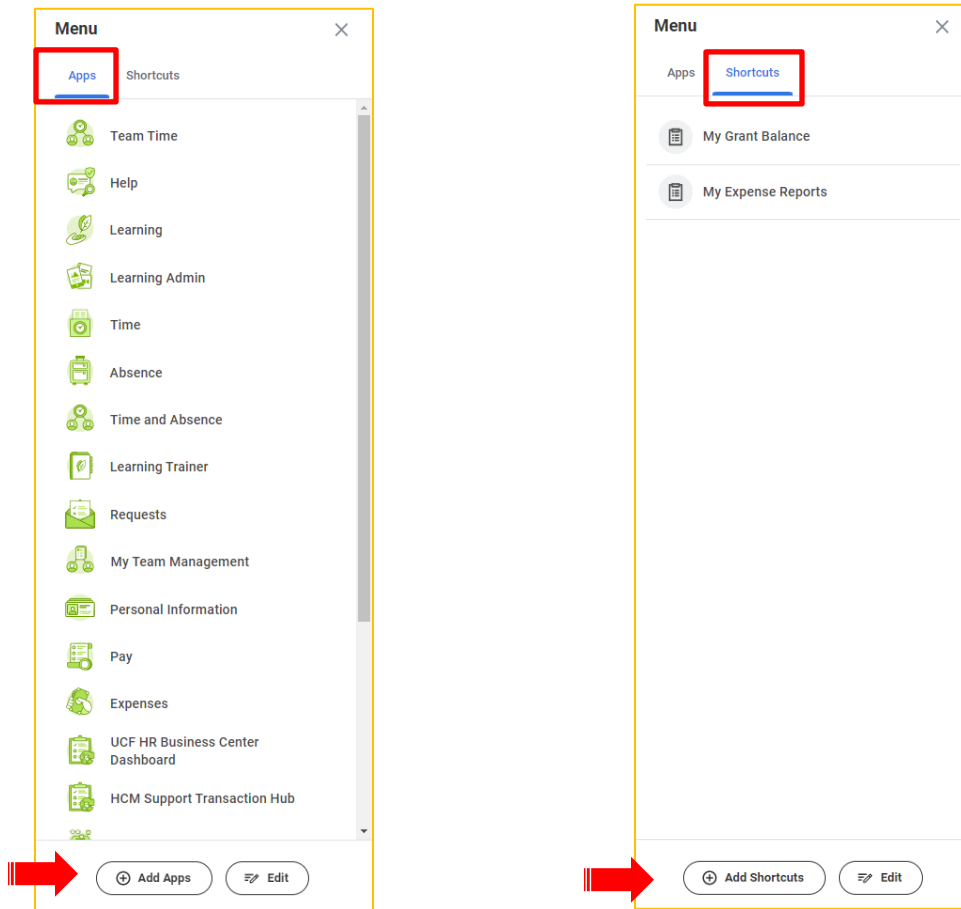 Menu
Apps
Shortcuts
Team Time
Help
Learning
Learning Admin
Time
Absence
Time and Absence
Learning Trainer
Requests
My Team Management
Personal Information
Pay
Expenses
UCF HR Business Center
Dashboard
HCM Support Transaction Hub
Add Apps
Edit
Menu
Apps
Shortcuts
My Grant Balance
My Expense Reports
Add Shortcuts
Edit